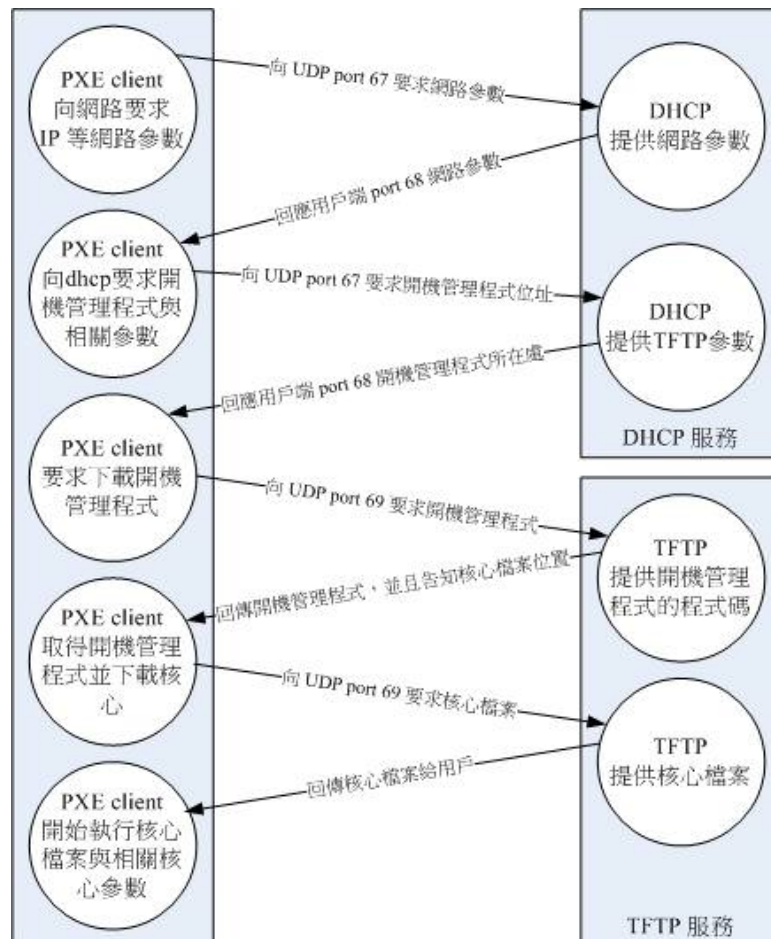 PXE client
向網路要求
IP 等網路參數
向 UDP port 67 要求網路參數
DHCP
提供網路參數
回應用戶端 port 68 網路參數
PXE client
向dhcp要求開
機管理程式與
相關參數
向 UDP port 67 要求開機管理程式位址
DHCP
提供TFTP參數
回應用戶端 port 68 開機管理程式所在處
DHCP 服務
PXE client
要求下載開機
管理程式
向 UDP port 69 要求開機管理程式
TFTP
提供開機管理
程式的程式碼
回傳開機管理程式，並且告知核心檔案位置
PXE client
取得開機管理
程式並下載核
心
向 UDP port 69 要求核心檔案
TFTP
提供核心檔案
回傳核心檔案給用戶
PXE client
開始執行核心
檔案與相關核
心參數
TFTP 服務